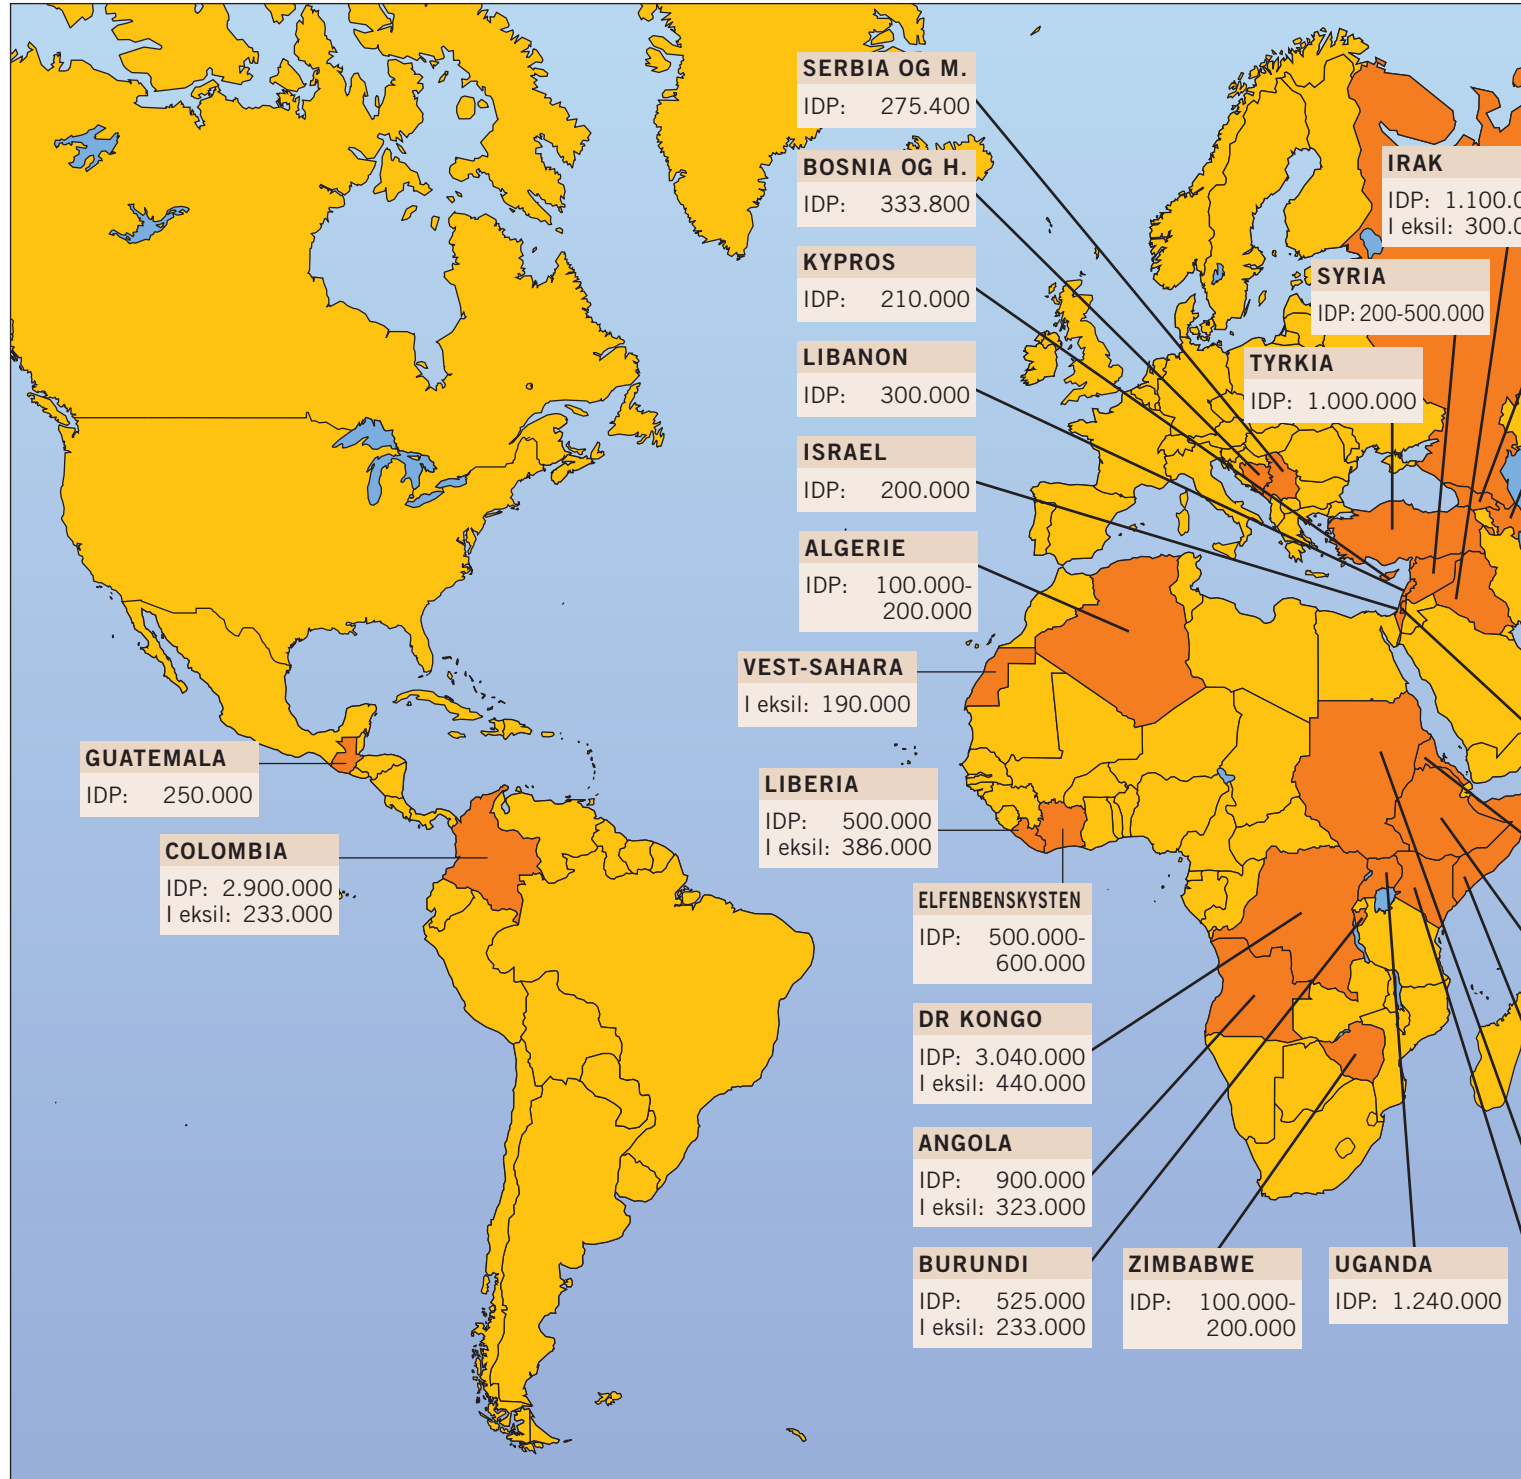 SERBIA OG M.
IDP: 275.400
BOSNIA OG H.
IDP: 333.800
KYPROS
IDP: 210.000
LIBANON
IDP: 300.000
ISRAEL
IDP: 200.000
ALGERIE
IDP: 100.000-
200.000
VEST-SAHARA
I eksil: 190.000
IRAK
IDP: 1.100.0
I eksil: 300.0
SYRIA
IDP: 200-500.000
TYRKIA
IDP: 1.000.000
GUATEMALA
IDP: 250.000
COLOMBIA
IDP: 2.900.000
I eksil: 233.000
LIBERIA
IDP: 500.000
I eksil: 386.000
ELFENBENSKYSTEN
IDP: 500.000-
600.000
DR KONGO
IDP: 3.040.000
I eksil: 440.000
ANGOLA
IDP: 900.000
I eksil: 323.000
BURUNDI
IDP: 525.000
I eksil: 233.000
ZIMBABWE
IDP: 100.000-
200.000
UGANDA
IDP: 1.240.000